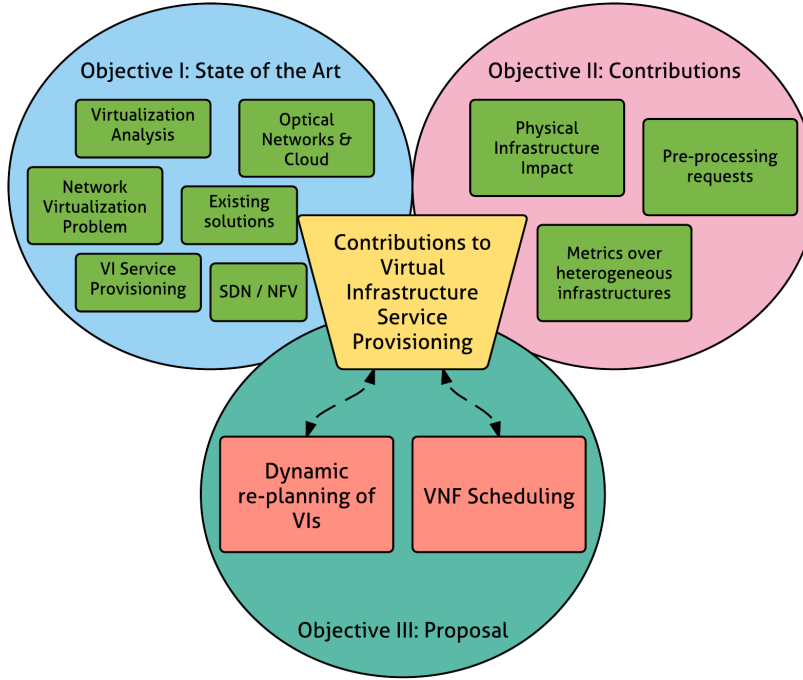 Objective I: State of the Art
Virtualization
Analysis
Optical
Networks &
Cloud
Network
Virtualization
Problem
Existing
solutions
VI Service
Provisioning
SDN / NFV
Objective II: Contributions
Physical
Infrastructure
Impact
Pre-processing
requests
Metrics over
heterogeneous
infrastructures
Contributions to
Virtual
Infrastructure
Service
Provisioning
Dynamic
re-planning of
VIs
VNF Scheduling
Objective III: Proposal